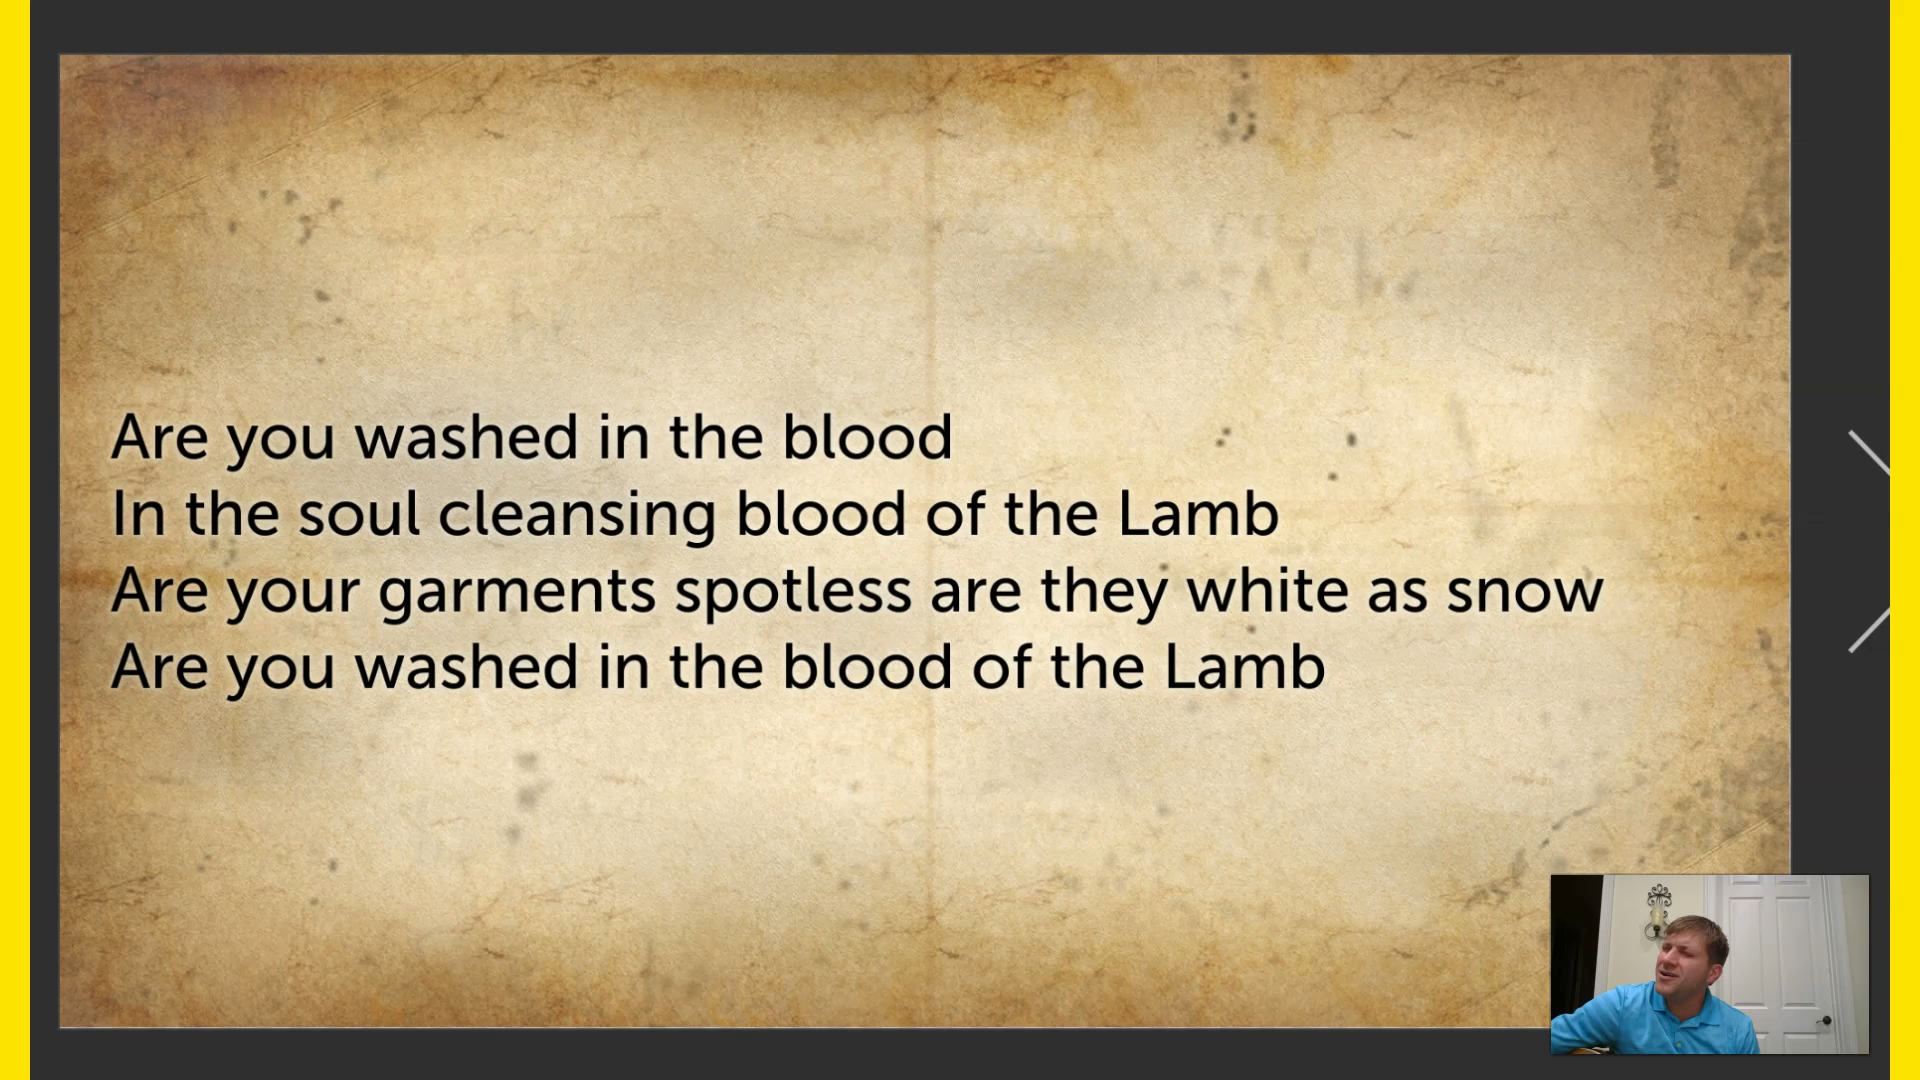 Are you washed in the blood
In the soul cleansing blood of the Lamb
Are your garments spotless are they white as snow
Are you washed in the blood of the Lamb